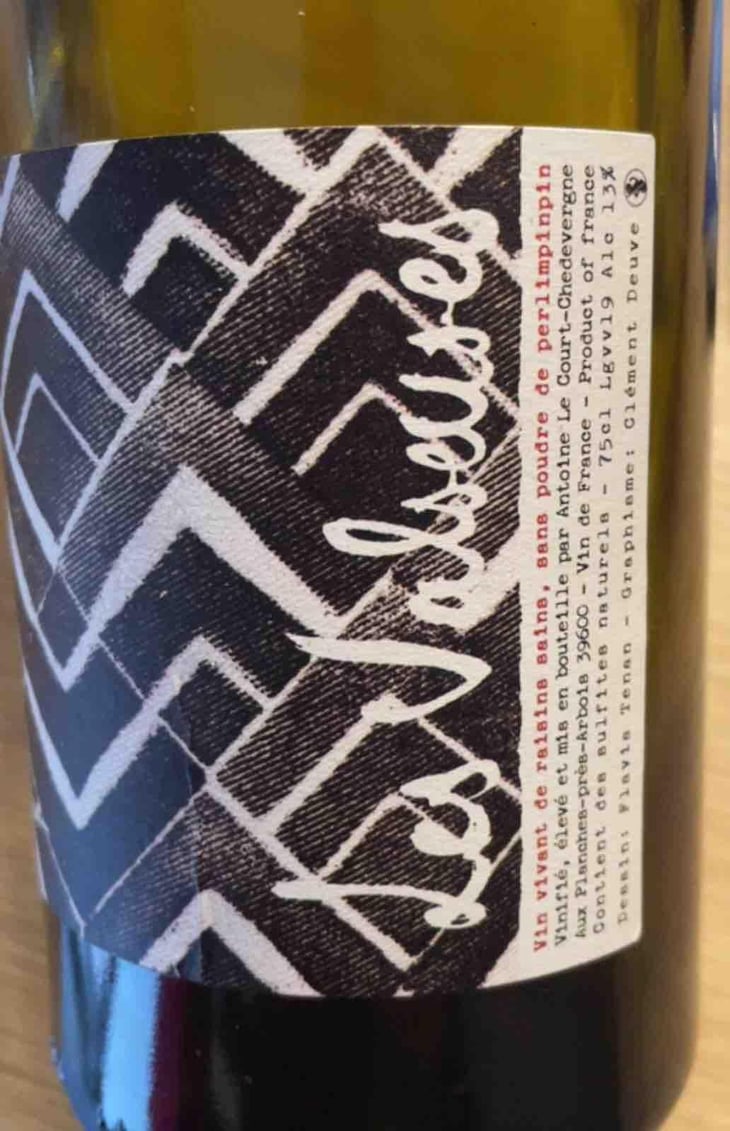 Les Valseuses
Vin vivant de raisins sains, sans poudre de perlimpinpin
Vinifié, élevé et mis en bouteille par Antoine Le Court-Chedevergne
Aux Planches-près-Arbois 39600 - Vin de France - Product of france
Contient des sulfites naturels - 75cl Lgvv19 Alc 13%
Dessin: Flavia Tenan - Graphisme: Clément Deuve